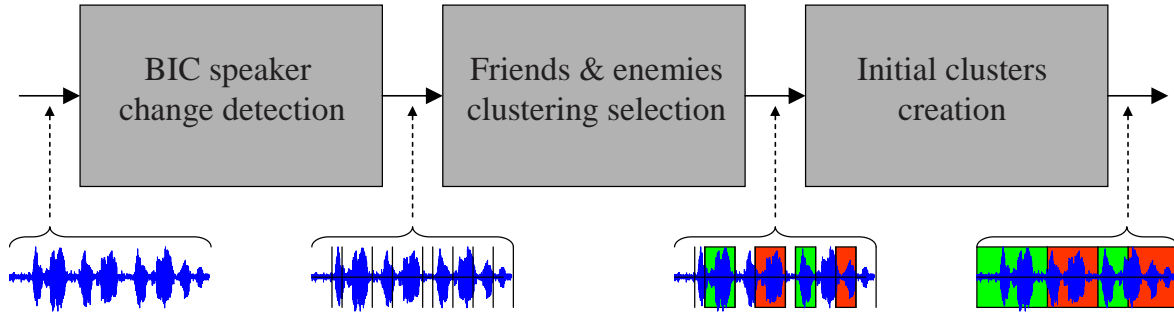 BIC speaker
change detection
Friends & enemies
clustering selection
Initial clusters
creation